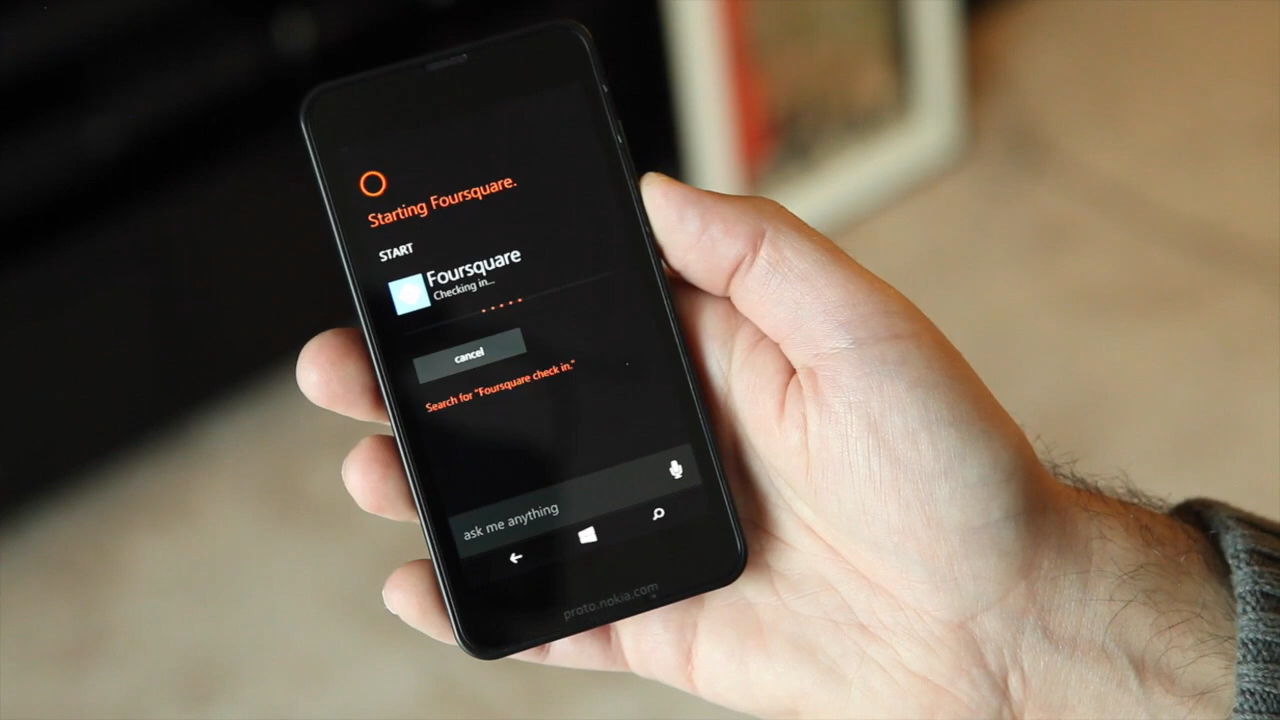 Starting Foursquare.
START
Foursquare
Checking in...
cancel
Search for "Foursquare check in."
ask me anything
proto.nokia.com